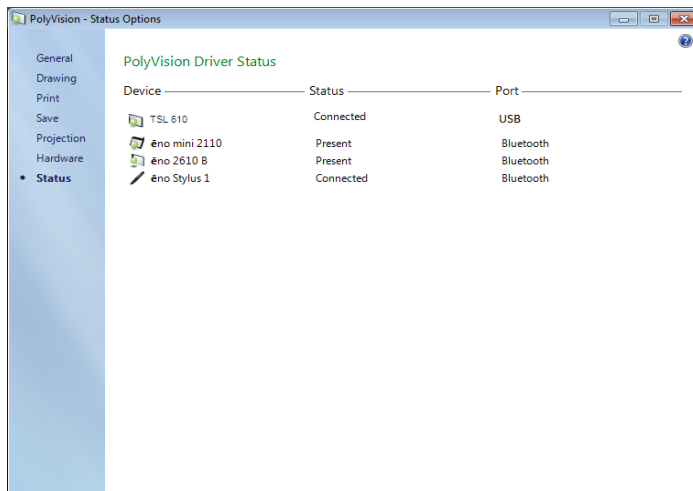 PolyVision - Status Options
General
Drawing
Print
Save
Projection
Hardware
• Status
PolyVision Driver Status
Device Status Port
TSL 610 Connected USB
ēno mini 2110 Present Bluetooth
ēno 2610 B Present Bluetooth
ēno Stylus 1 Connected Bluetooth